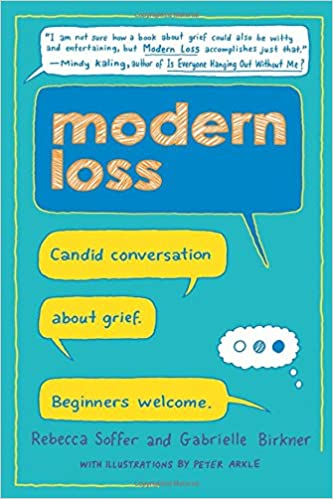 "I am not sure how a book about grief could also be witty
and entertaining, but Modern Loss accomplishes just that."
—Mindy Kaling, author of Is Everyone Hanging Out Without Me?
modern
loss
Candid conversation
about grief.
Beginners welcome.
Rebecca Soffer and Gabrielle Birkner
WITH ILLUSTRATIONS BY PETER ARKLE